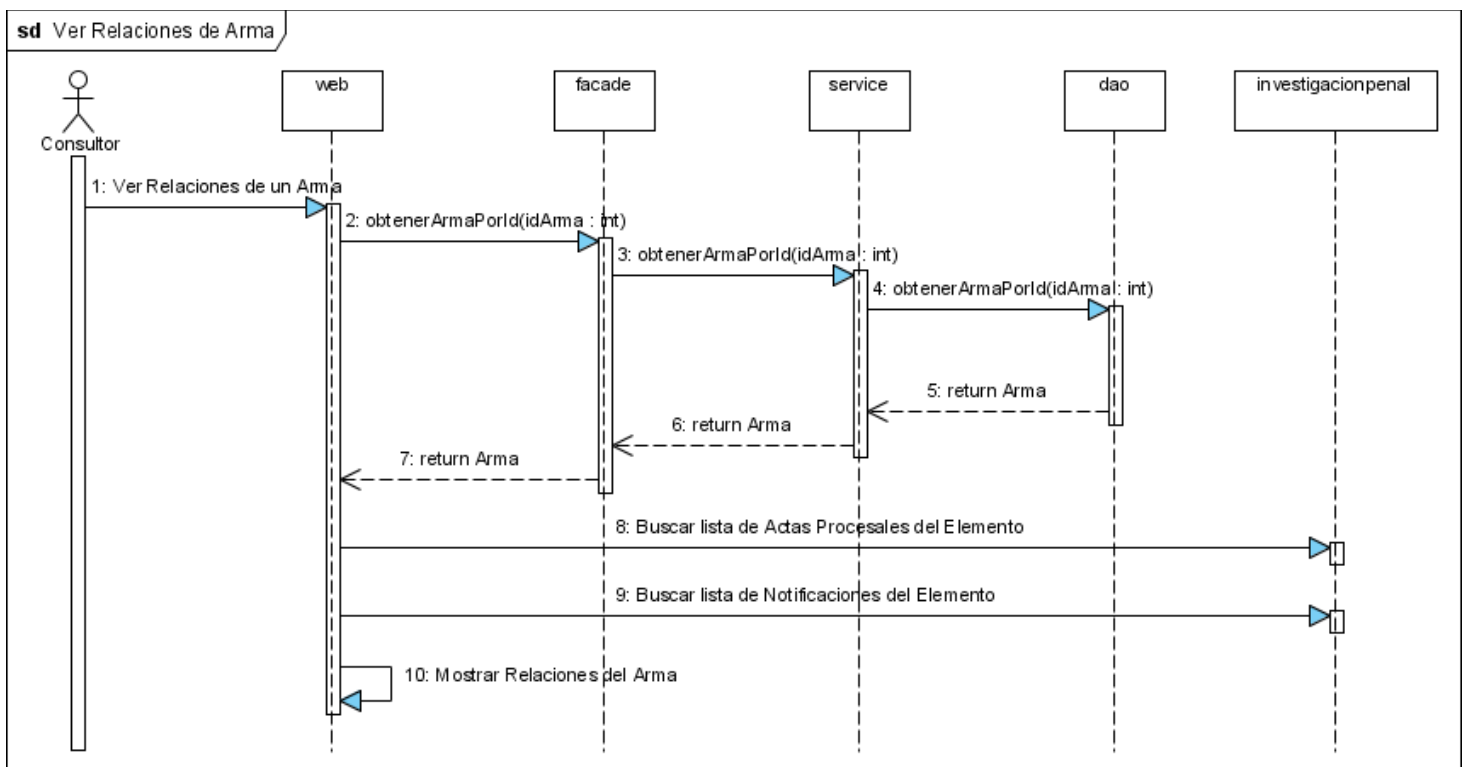 sd Ver Relaciones de Arma
web
facade
service
dao
investigacionpenal
Consultor
1: Ver Relaciones de un Arma
2: obtenerArmaPorId(idArma : int)
3: obtenerArmaPorId(idArma : int)
4: obtenerArmaPorId(idArma : int)
5: return Arma
6: return Arma
7: return Arma
8: Buscar lista de Actas Procesales del Elemento
9: Buscar lista de Notificaciones del Elemento
10: Mostrar Relaciones del Arma